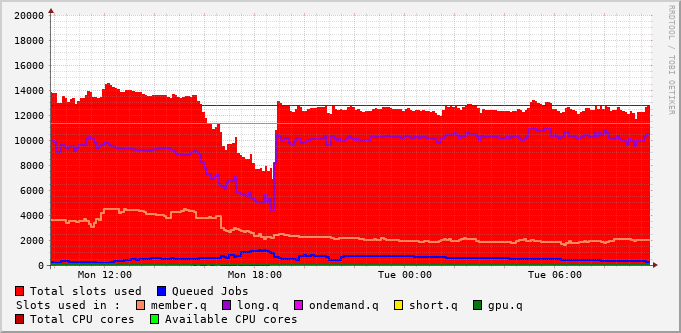 20000
18000
16000
14000
12000
10000
8000
6000
4000
2000
0
Mon 12:00 Mon 18:00 Tue 00:00 Tue 06:00
RRDTOOL / TOBI OETIKER
Total slots used Queued Jobs
Slots used in : member.q long.q ondemand.q short.q gpu.q
Total CPU cores Available CPU cores